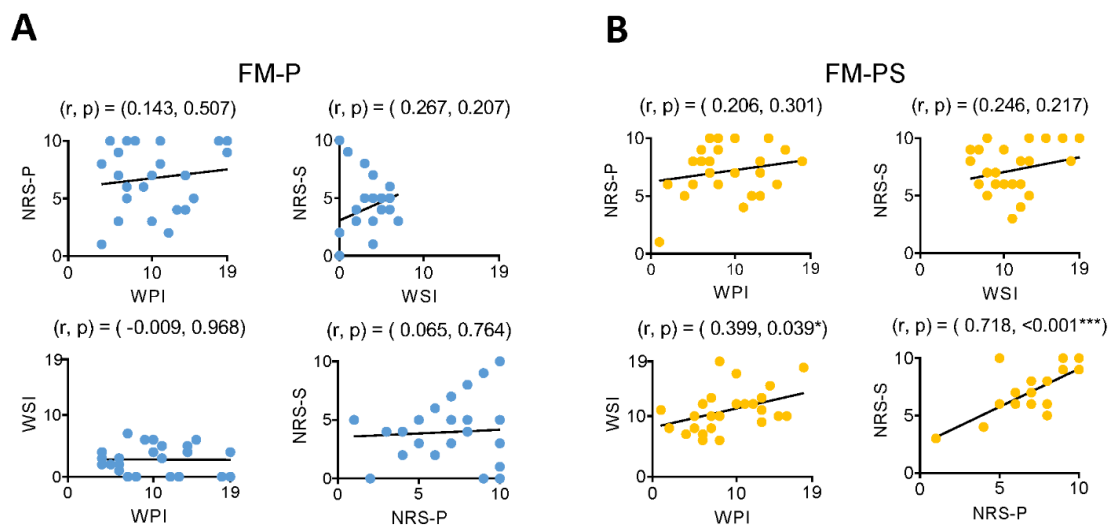 A
FM-P
(r, p) = (0.143, 0.507)
10
5
0
NRS-P
0
10
19
WPI
(r, p) = ( 0.267, 0.207)
10
5
0
NRS-S
0
10
19
WSI
(r, p) = ( -0.009, 0.968)
19
10
0
WSI
0
10
19
WPI
(r, p) = ( 0.065, 0.764)
10
5
0
NRS-S
0
5
10
NRS-P
B
FM-PS
(r, p) = ( 0.206, 0.301)
10
5
0
NRS-P
0
10
19
WPI
(r, p) = (0.246, 0.217)
10
5
0
NRS-S
0
10
19
WSI
(r, p) = ( 0.399, 0.039*)
19
10
0
WSI
0
10
19
WPI
(r, p) = ( 0.718, <0.001***)
10
5
0
NRS-S
0
5
10
NRS-P